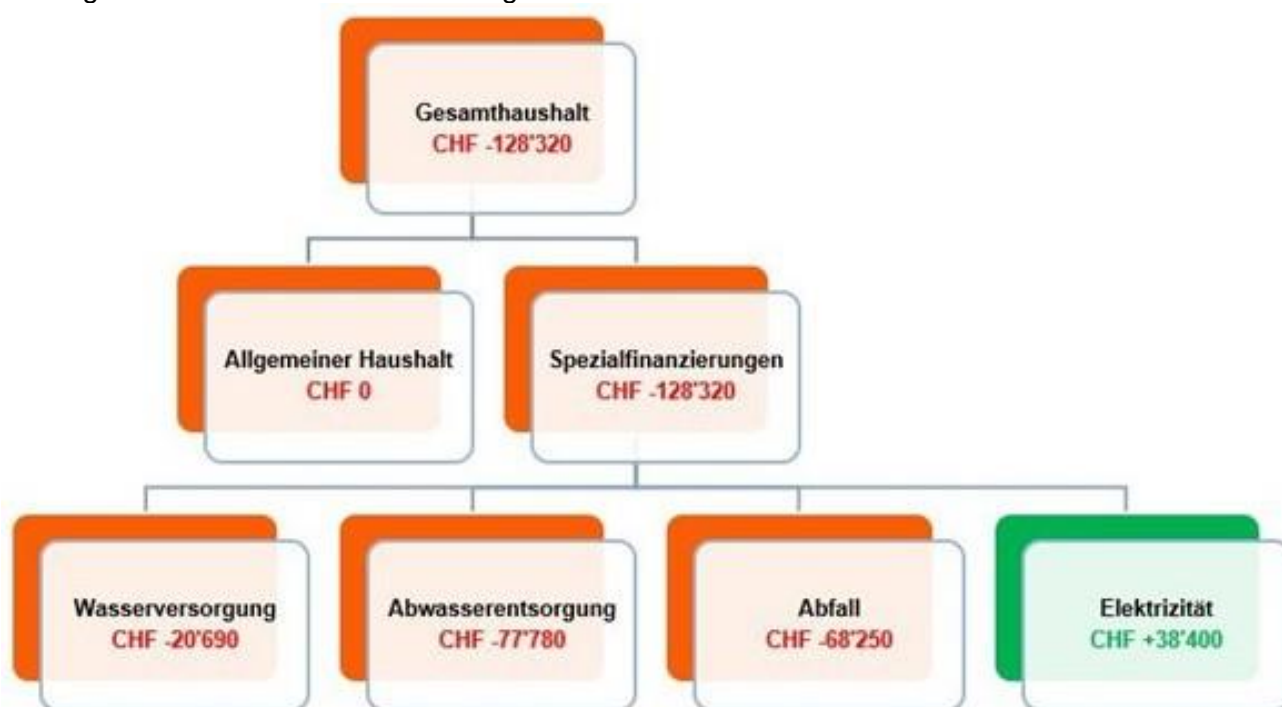 Gesamthaushalt
CHF -128'320
Allgemeiner Haushalt
CHF 0
Spezialfinanzierungen
CHF -128'320
Wasserversorgung
CHF -20'690
Abwasserentsorgung
CHF -77'780
Abfall
CHF -68'250
Elektrizität
CHF +38'400